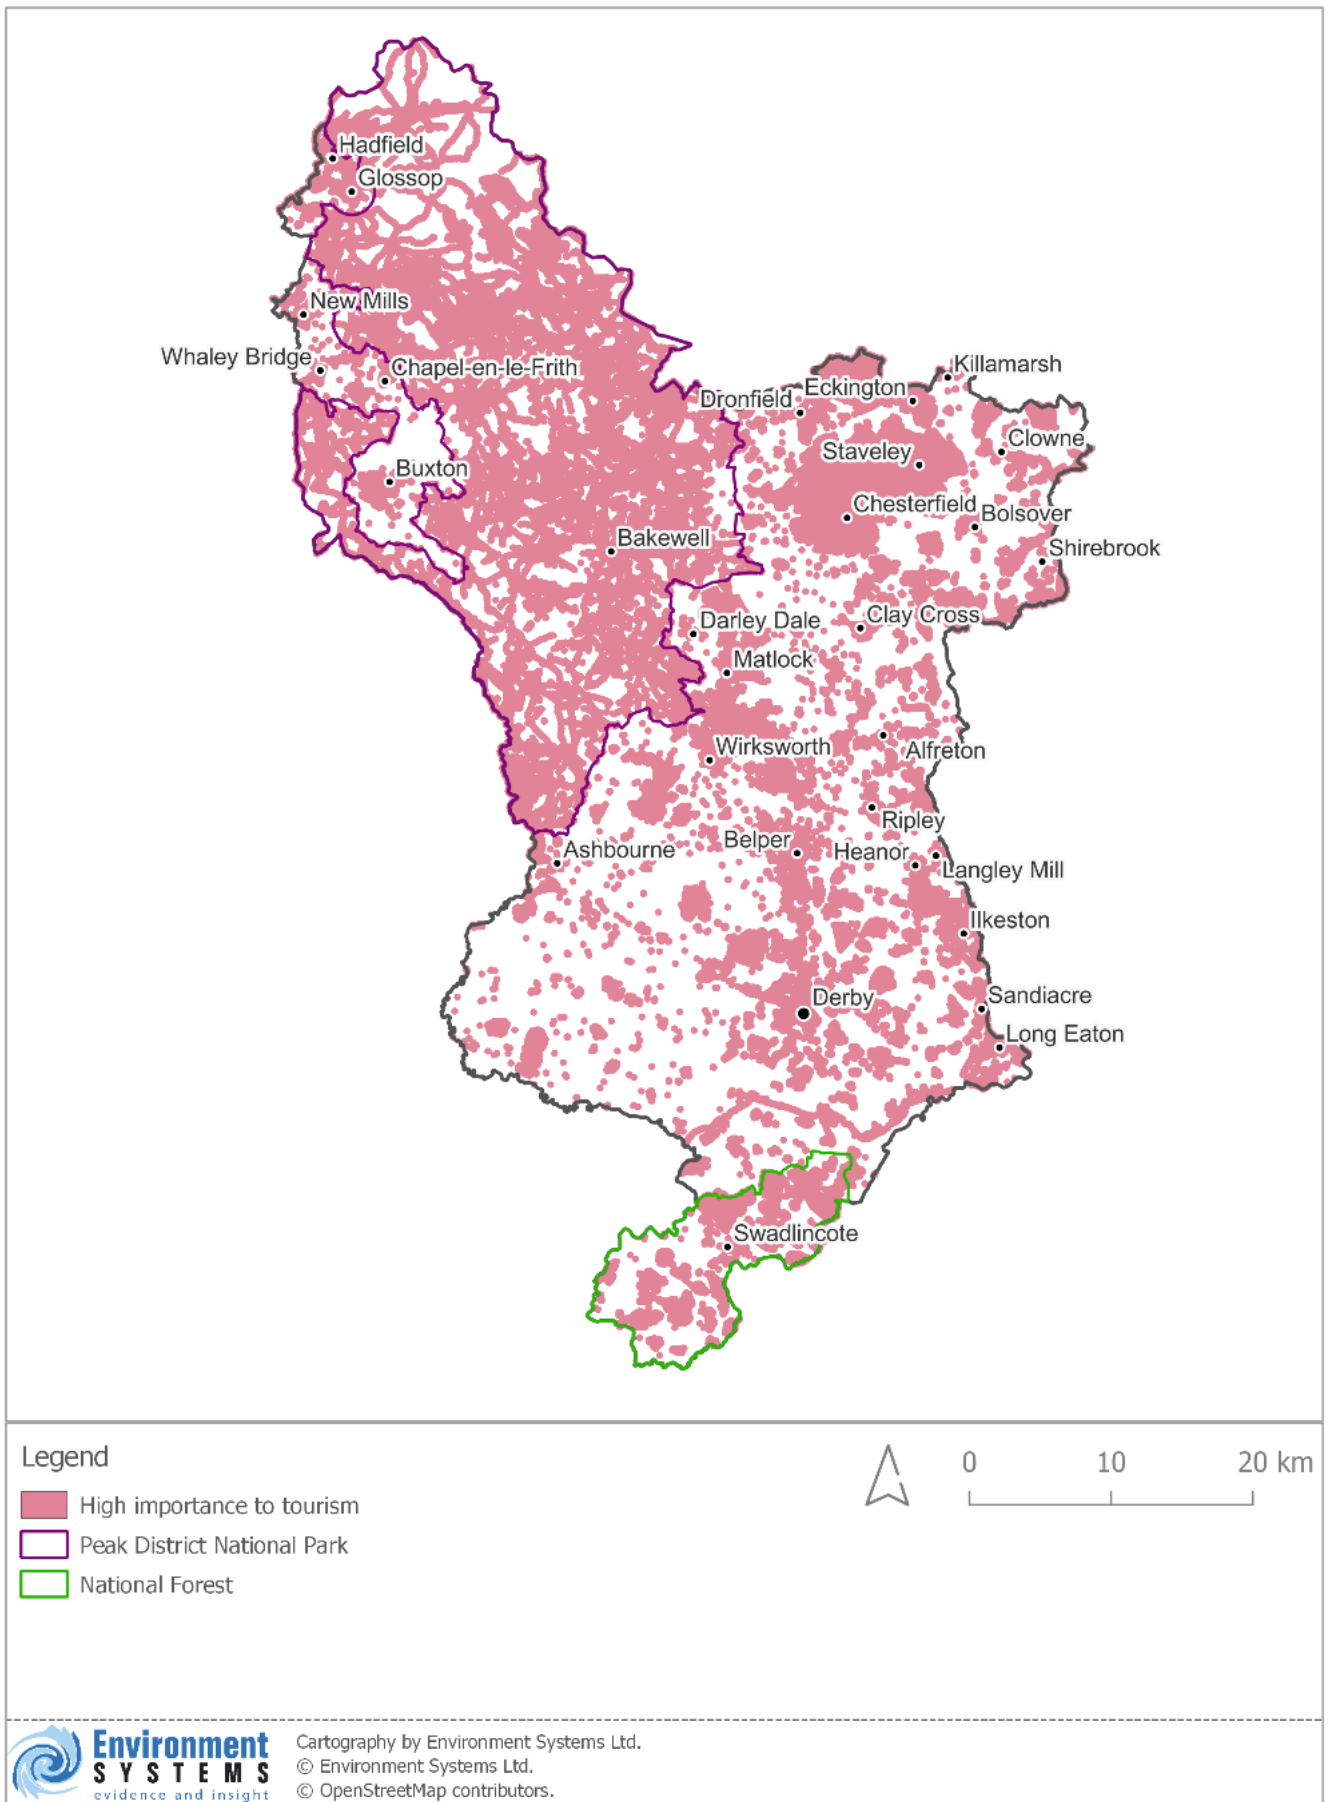 Hadfield
Glossop
New Mills
Whaley Bridge
Chapel-en-le-Frith
Killamarsh
Dronfield
Eckington
Clowne
Staveley
Buxton
Chesterfield
Bolsover
Bakewell
Shirebrook
Darley Dale
Clay Cross
Matlock
Wirksworth
Alfreton
Ripley
Belper
Heanor
Ashbourne
Langley Mill
Ilkeston
Derby
Sandiacre
Long Eaton
Swadlincote
Legend
0 10 20 km
High importance to tourism
Peak District National Park
National Forest
Environment
SYSTEMS
evidence and insight
Cartography by Environment Systems Ltd.
© Environment Systems Ltd.
© OpenStreetMap contributors.